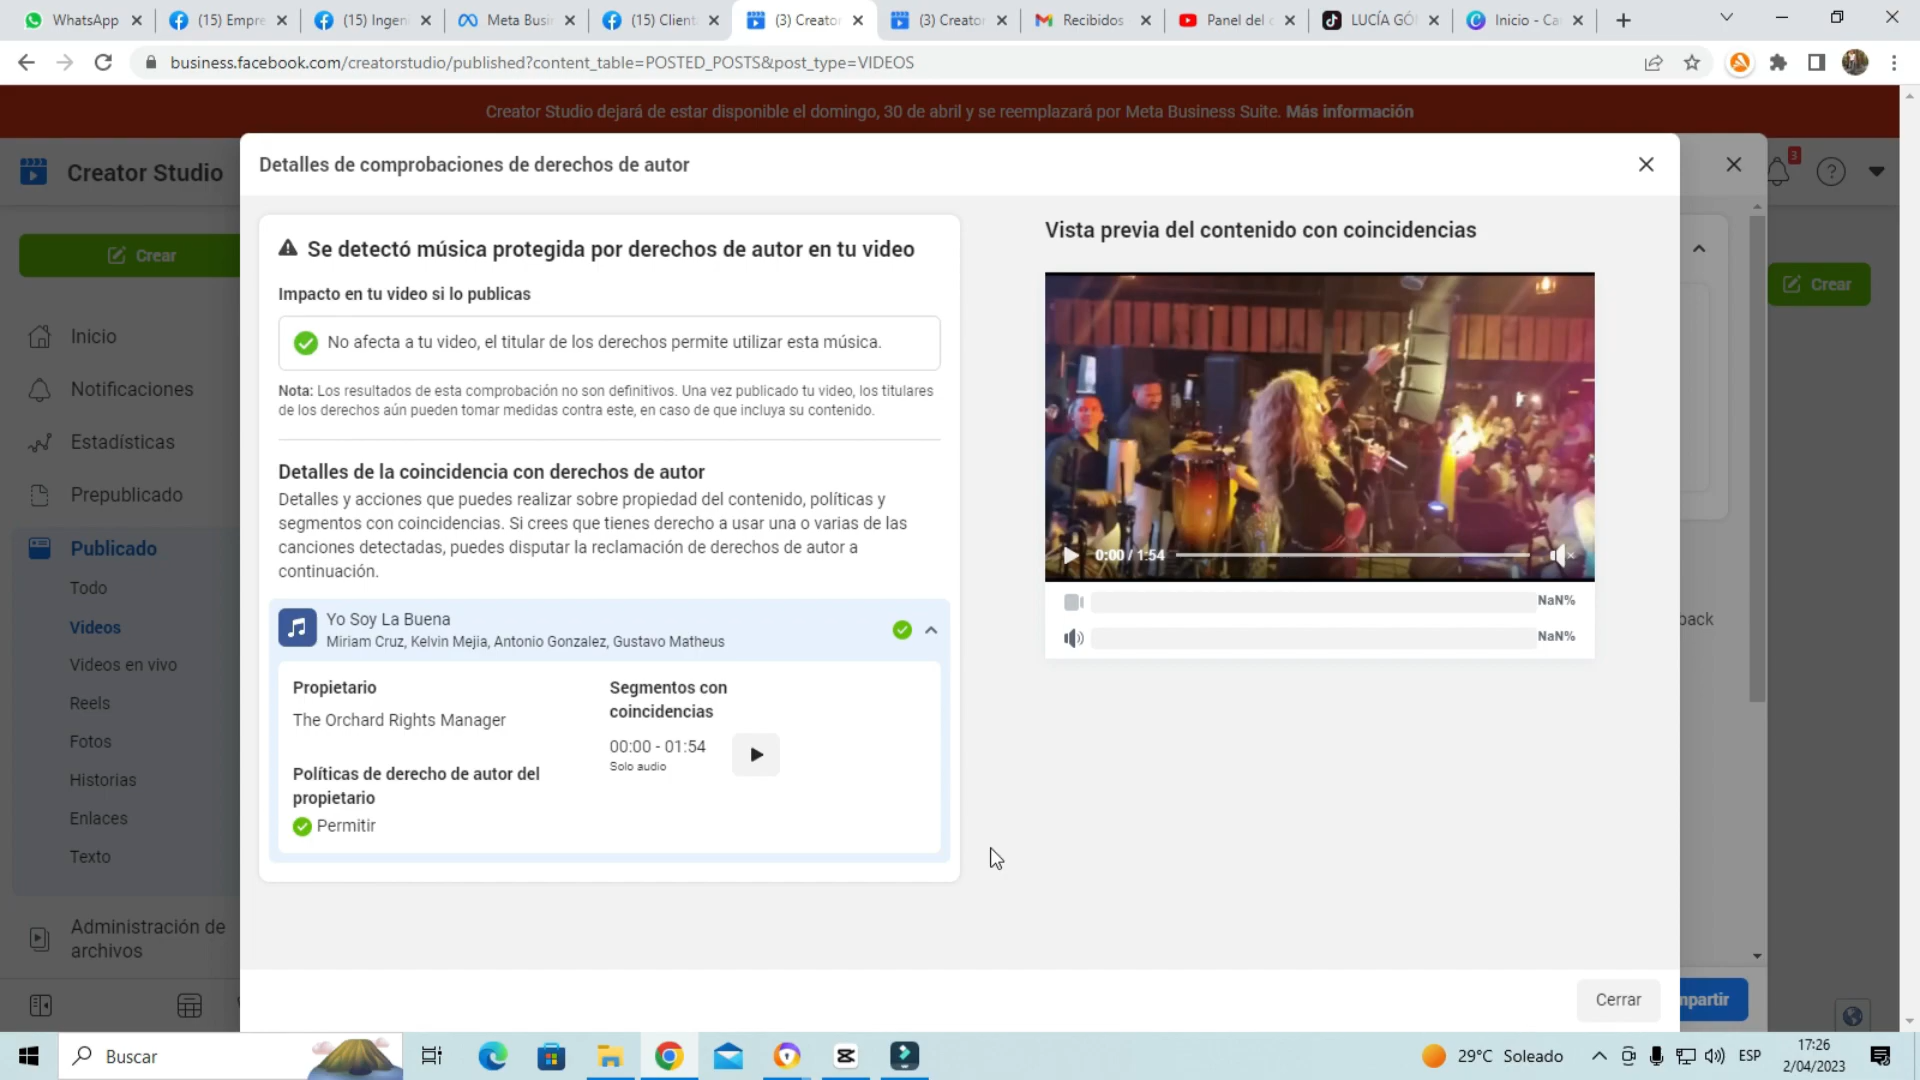 WhatsApp
(15) Empre
(15) Ingen
Meta Busi
(15) Client
(3) Creator
(3) Creator
Recibidos
Panel del c
LUCÍA GÓ
Inicio - Ca
business.facebook.com/creatorstudio/published?content_table=POSTED_POSTS&post_type=VIDEOS
Creator Studio dejará de estar disponible el domingo, 30 de abril y se reemplazará por Meta Business Suite. Más información
Creator Studio
3
Crear
Inicio
Notificaciones
Estadísticas
Prepublicado
Publicado
Todo
Videos
Videos en vivo
Reels
Fotos
Historias
Enlaces
Texto
Administración de
archivos
Detalles de comprobaciones de derechos de autor
Se detectó música protegida por derechos de autor en tu video
Impacto en tu video si lo publicas
No afecta a tu video, el titular de los derechos permite utilizar esta música.
Nota: Los resultados de esta comprobación no son definitivos. Una vez publicado tu video, los titulares
de los derechos aún pueden tomar medidas contra este, en caso de que incluya su contenido.
Detalles de la coincidencia con derechos de autor
Detalles y acciones que puedes realizar sobre propiedad del contenido, políticas y
segmentos con coincidencias. Si crees que tienes derecho a usar una o varias de las
canciones detectadas, puedes disputar la reclamación de derechos de autor a
continuación.
Yo Soy La Buena
Miriam Cruz, Kelvin Mejia, Antonio Gonzalez, Gustavo Matheus
Propietario
The Orchard Rights Manager
Políticas de derecho de autor del
propietario
Permitir
Segmentos con
coincidencias
00:00 - 01:54
Solo audio
Vista previa del contenido con coincidencias
0:00 / 1:54
NaN%
NaN%
Crear
back
Cerrar
mpartir
Buscar
29°C Soleado
ESP
17:26
2/04/2023